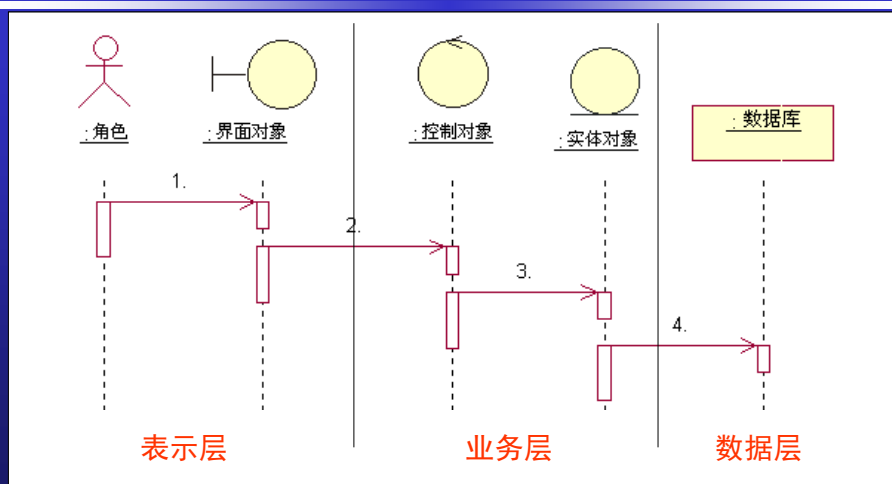 :角色
:界面对象
:控制对象
:实体对象
:数据库
1.
2.
3.
4.
表示层
业务层
数据层